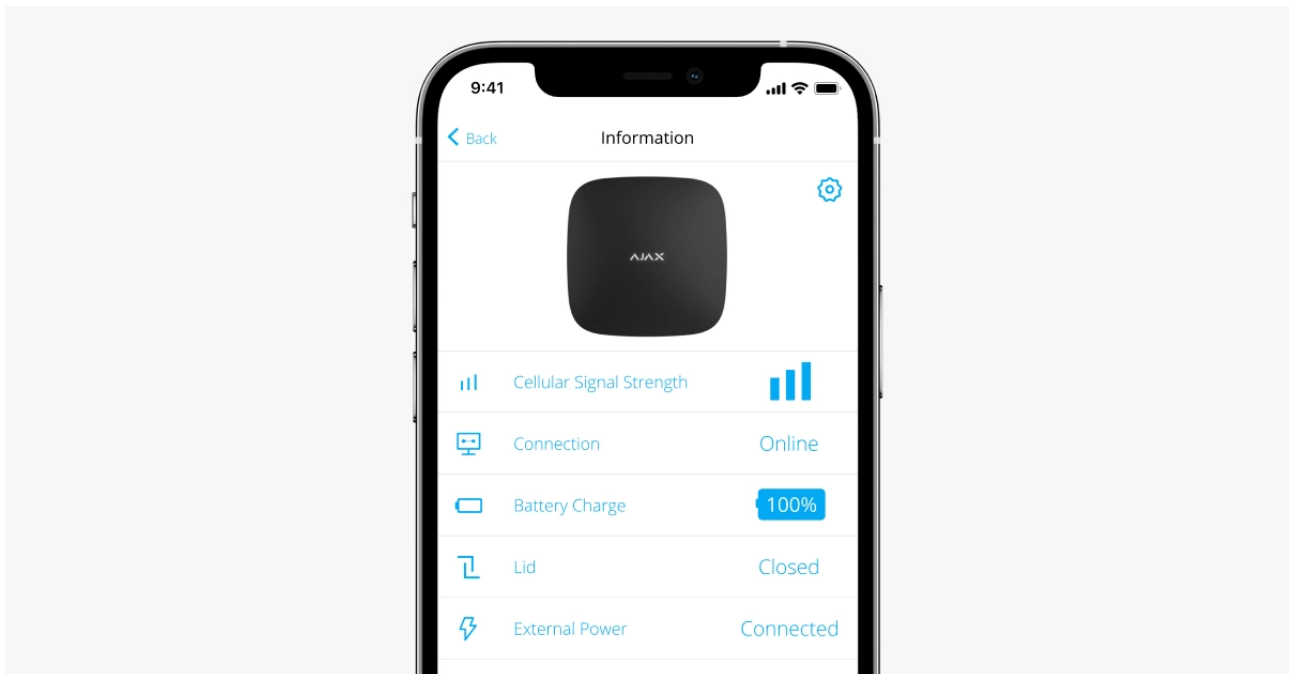 9:41
Back Information
AJAX
Cellular Signal Strength
Connection Online
Battery Charge 100%
Lid Closed
External Power Connected